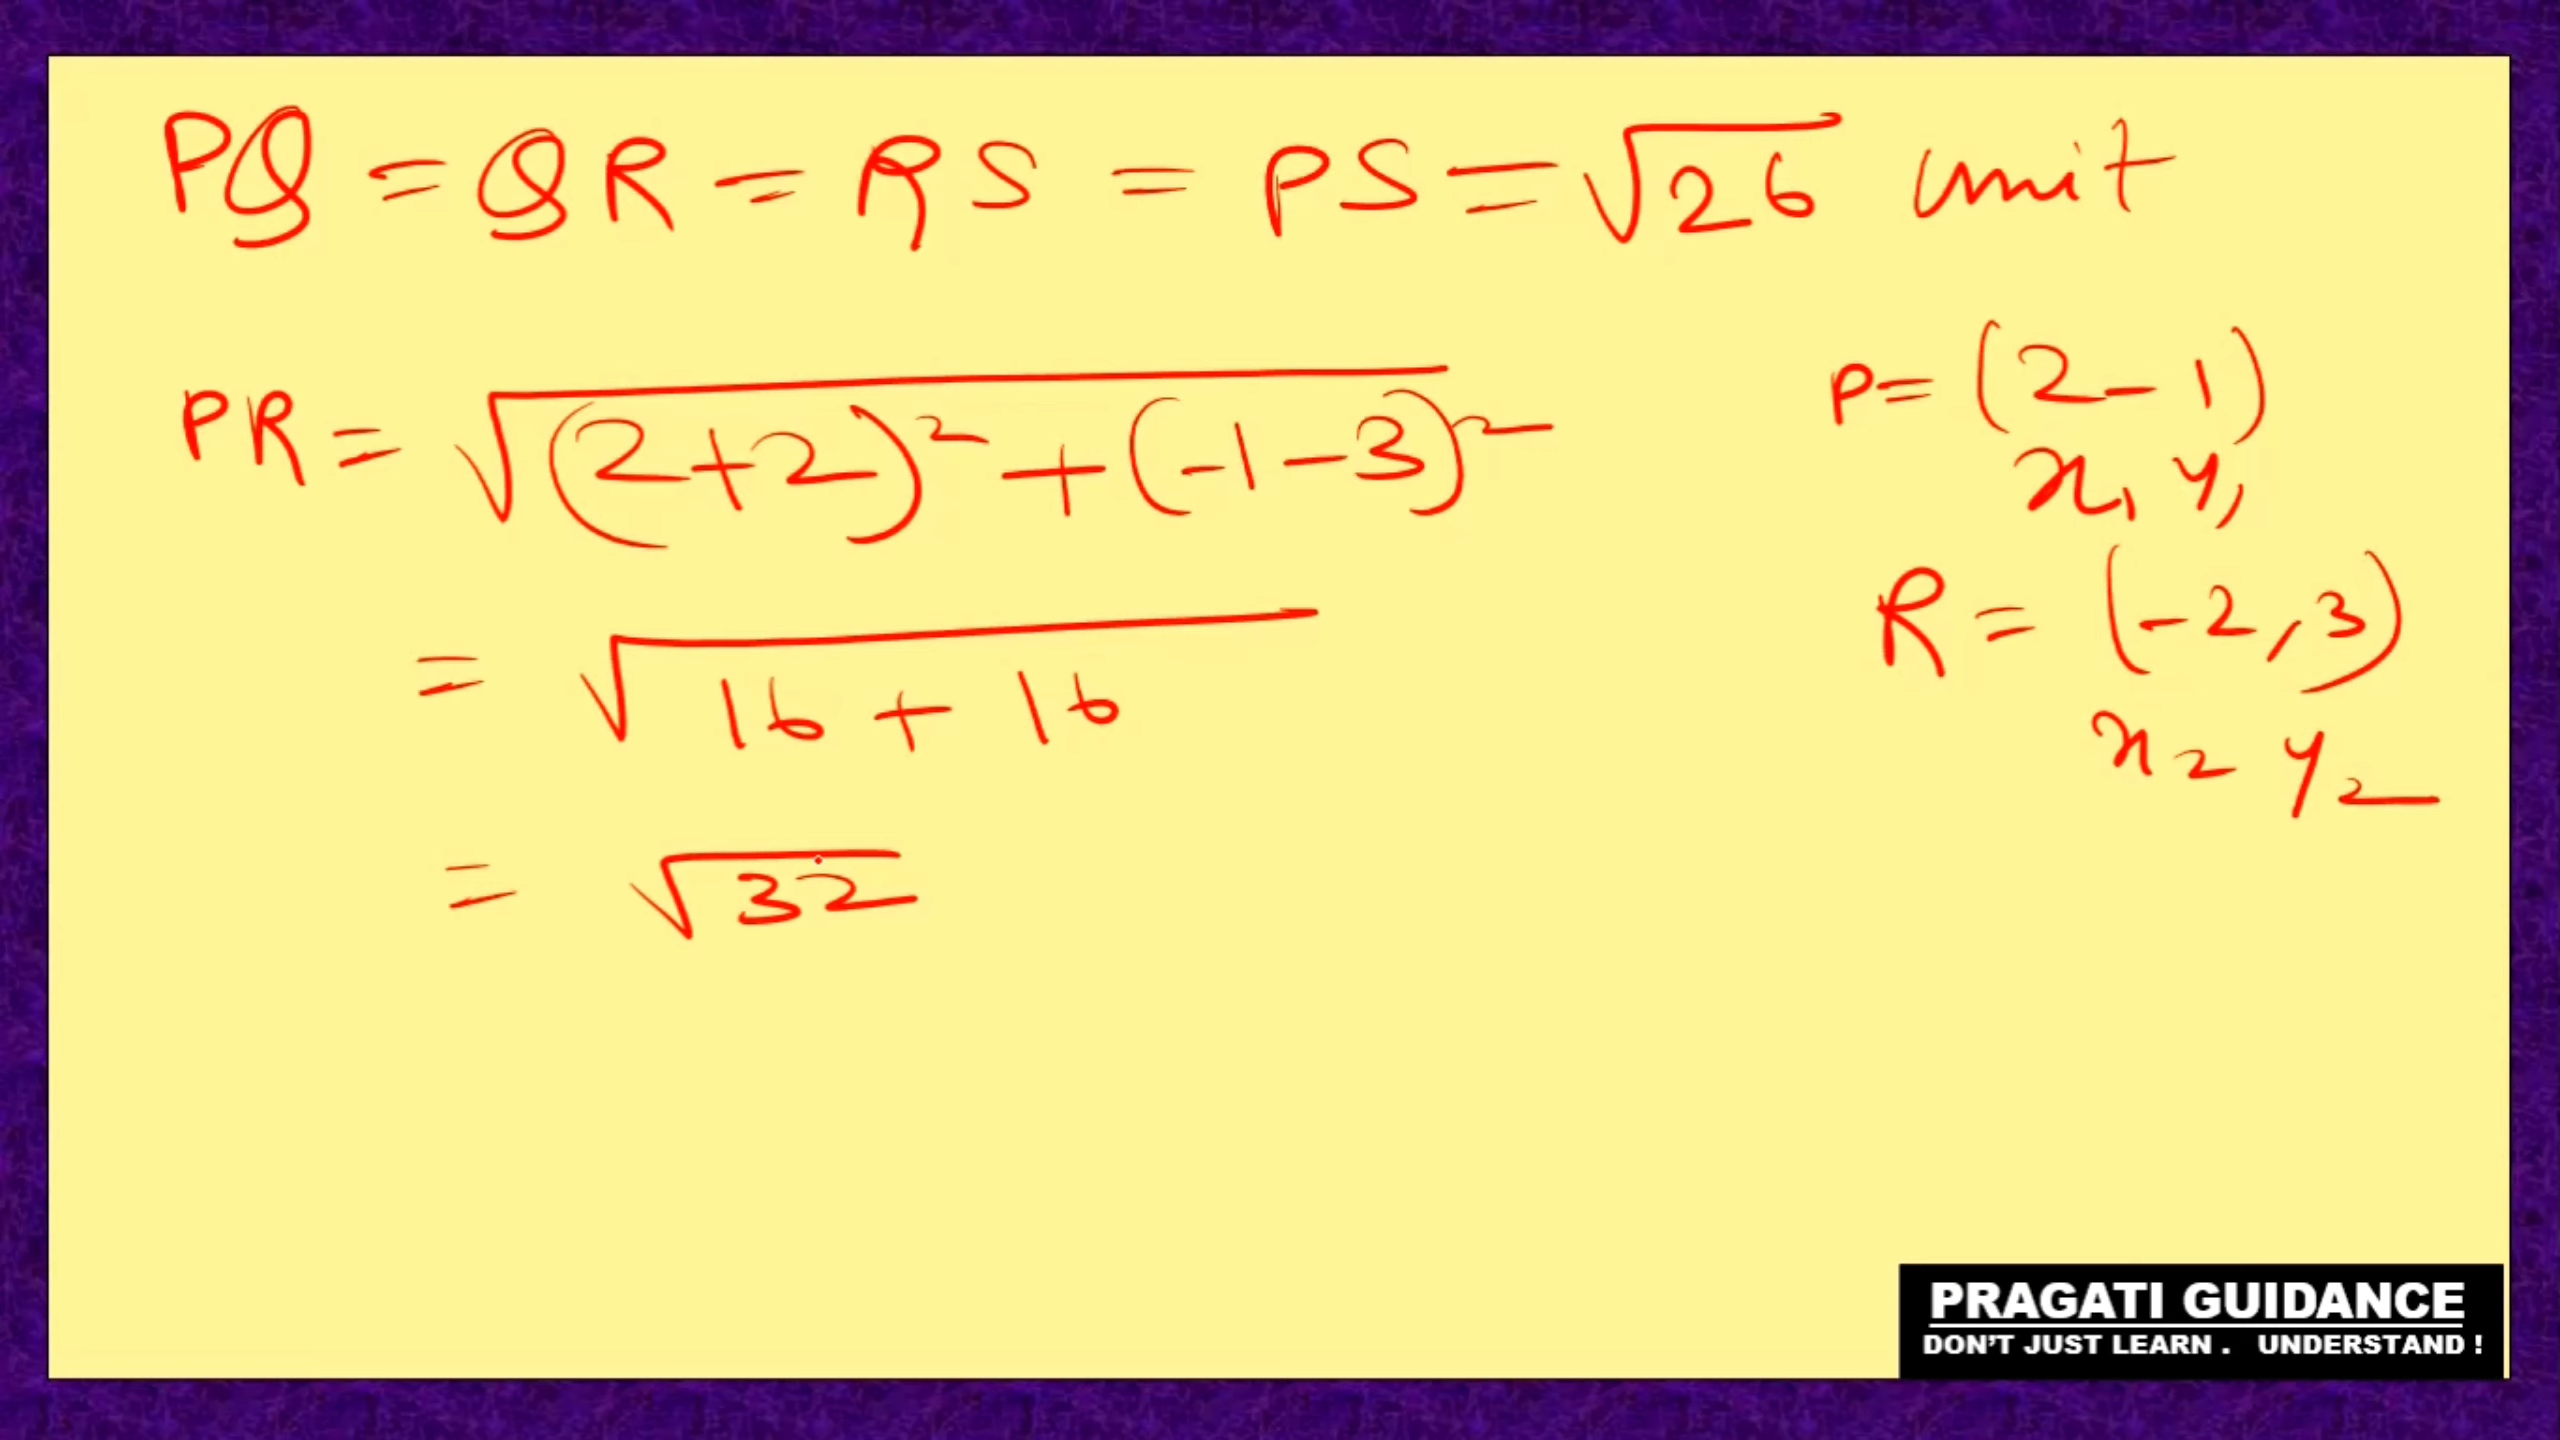 PQ = QR = RS = PS = √26 unit
PR = √(2+2)² + (-1-3)²
P = (2 - 1)
x₁ y₁
R = (-2, 3)
x₂ y₂
= √16 + 16
= √32
PRAGATI GUIDANCE
DON'T JUST LEARN . UNDERSTAND !